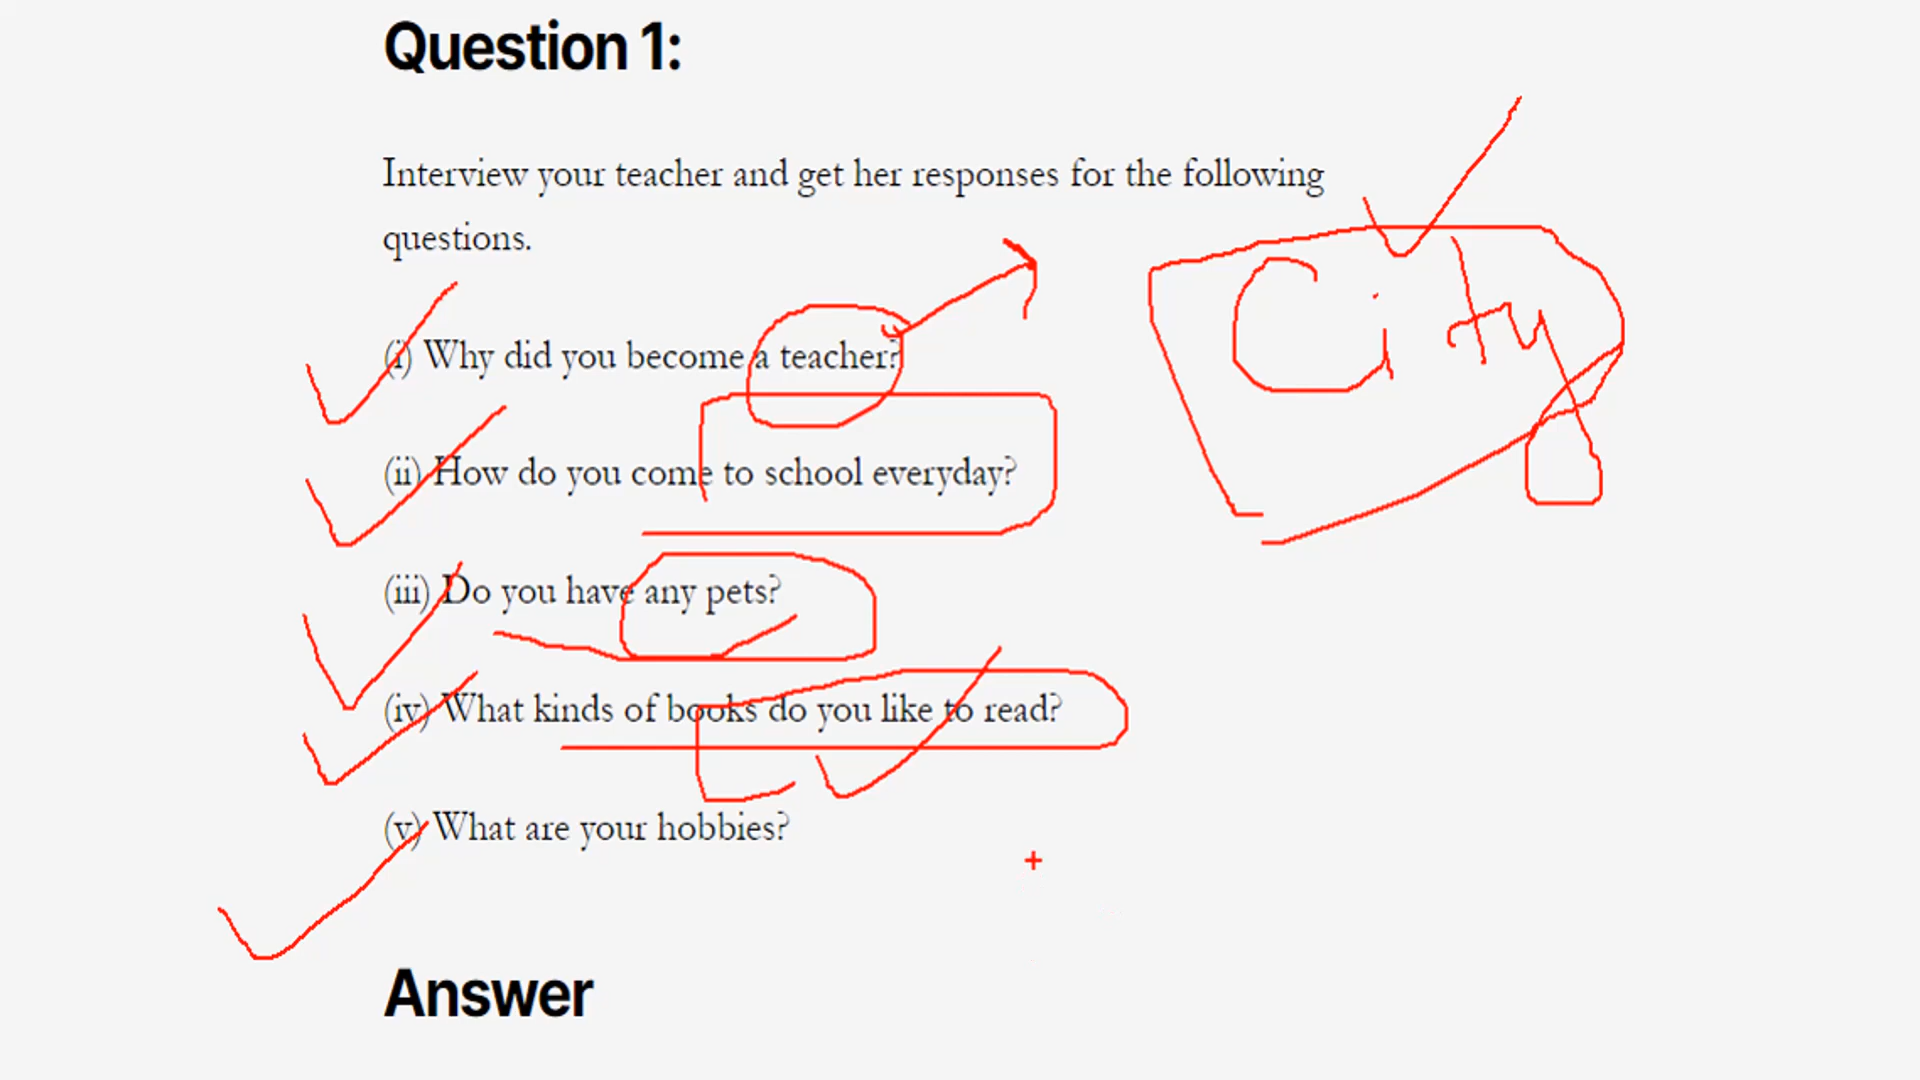 Question 1:
Interview your teacher and get her responses for the following
questions.
City
(i) Why did you become a teacher?
(ii) How do you come to school everyday?
(iii) Do you have any pets?
(iv) What kinds of books do you like to read?
(v) What are your hobbies?
Answer